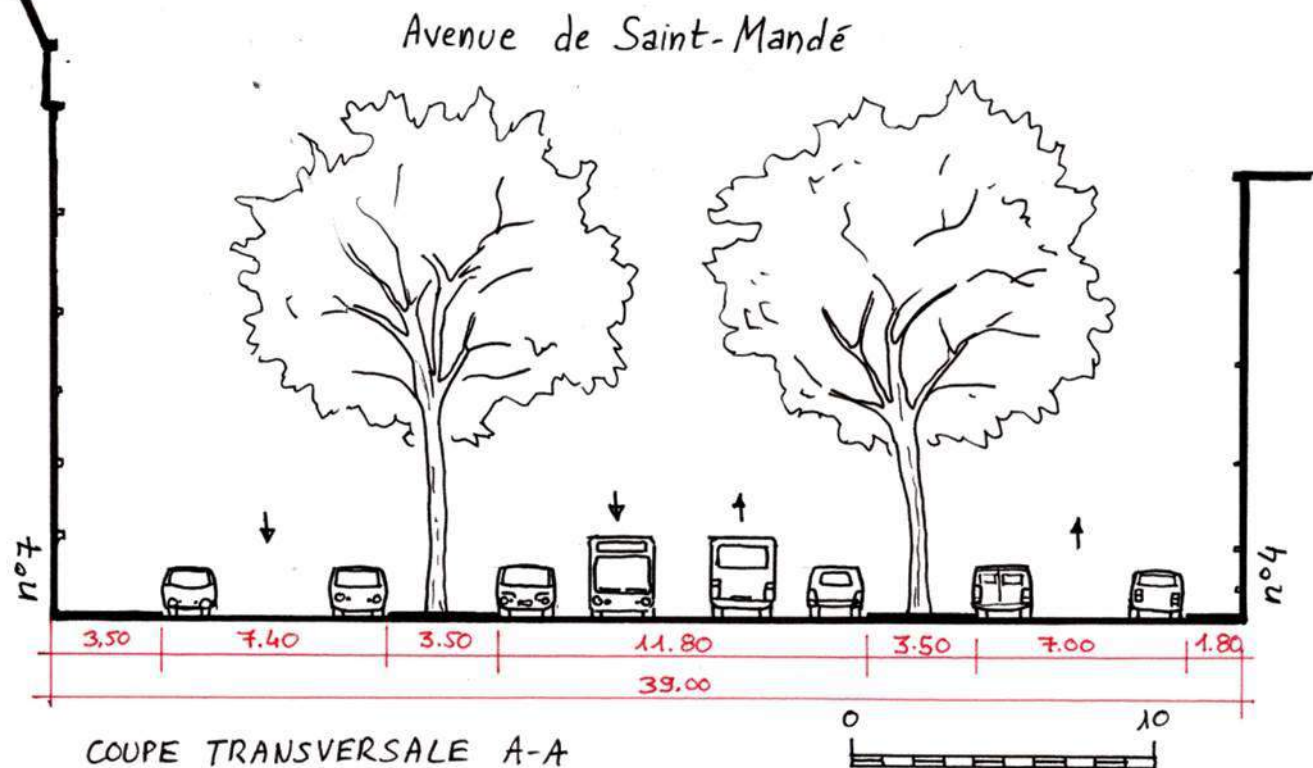 Avenue de Saint-Mandé
n°7
n°4
3,50 7.40 3.50 11.80 3.50 7.00 1.80
39.00
COUPE TRANSVERSALE A-A
0 10